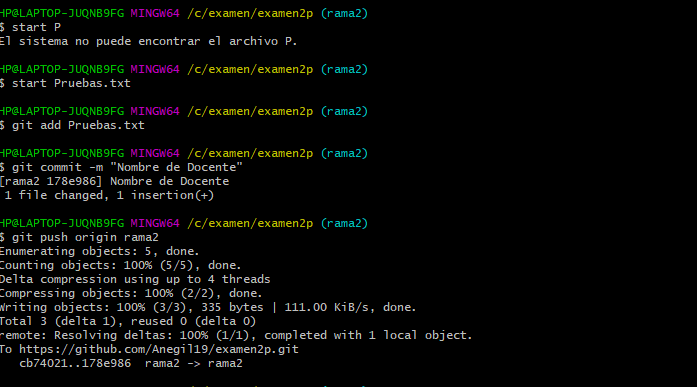 HP@LAPTOP-JUQNB9FG MINGW64 /c/examen/examen2p (rama2)
$ start P
El sistema no puede encontrar el archivo P.
HP@LAPTOP-JUQNB9FG MINGW64 /c/examen/examen2p (rama2)
$ start Pruebas.txt
HP@LAPTOP-JUQNB9FG MINGW64 /c/examen/examen2p (rama2)
$ git add Pruebas.txt
HP@LAPTOP-JUQNB9FG MINGW64 /c/examen/examen2p (rama2)
$ git commit -m "Nombre de Docente"
[rama2 178e986] Nombre de Docente
1 file changed, 1 insertion(+)
HP@LAPTOP-JUQNB9FG MINGW64 /c/examen/examen2p (rama2)
$ git push origin rama2
Enumerating objects: 5, done.
Counting objects: 100% (5/5), done.
Delta compression using up to 4 threads
Compressing objects: 100% (2/2), done.
Writing objects: 100% (3/3), 335 bytes | 111.00 KiB/s, done.
Total 3 (delta 1), reused 0 (delta 0)
remote: Resolving deltas: 100% (1/1), completed with 1 local object.
To https://github.com/Anegil19/examen2p.git
cb74021..178e986  rama2 -> rama2